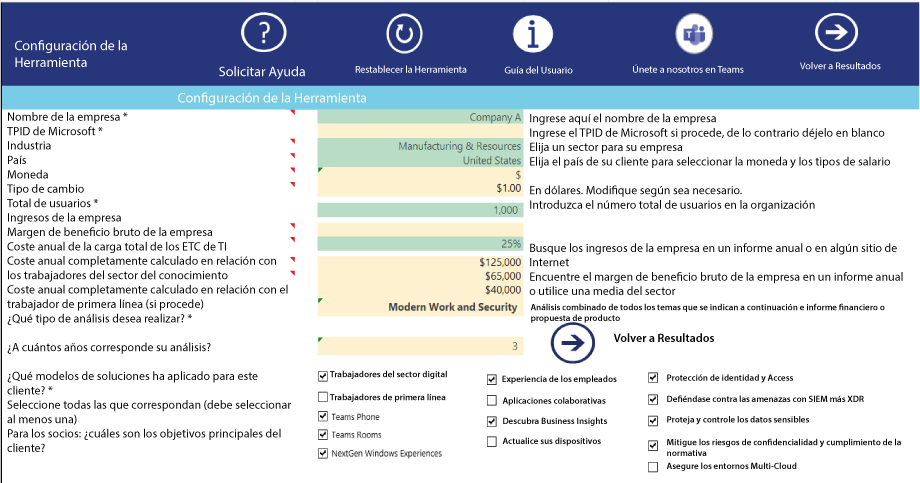 Configuración de la
Herramienta
Solicitar Ayuda
Restablecer la Herramienta
Guía del Usuario
Únete a nosotros en Teams
Volver a Resultados
Configuración de la Herramienta
Nombre de la empresa *
Company A
Ingrese aquí el nombre de la empresa
TPID de Microsoft *
Ingrese el TPID de Microsoft si procede, de lo contrario déjelo en blanco
Industria
Manufacturing & Resources
Elija un sector para su empresa
País
United States
Elija el país de su cliente para seleccionar la moneda y los tipos de salario
Moneda
$
Tipo de cambio
$1.00
En dólares. Modifique según sea necesario.
Total de usuarios *
1,000
Introduzca el número total de usuarios en la organización
Ingresos de la empresa
Margen de beneficio bruto de la empresa
Coste anual de la carga total de los ETC de TI
25%
Busque los ingresos de la empresa en un informe anual o en algún sitio de
Internet
Coste anual completamente calculado en relación con
los trabajadores del sector del conocimiento
$125,000
$65,000
Encuentre el margen de beneficio bruto de la empresa en un informe anual
o utilice una media del sector
Coste anual completamente calculado en relación con el
trabajador de primera línea (si procede)
$40,000
¿Qué tipo de análisis desea realizar? *
Modern Work and Security
Análisis combinado de todos los temas que se indican a continuación e informe financiero o
propuesta de producto
Volver a Resultados
¿A cuántos años corresponde su análisis?
3
¿Qué modelos de soluciones ha aplicado para este
cliente? *
Seleccione todas las que correspondan (debe seleccionar
al menos una)
Para los socios: ¿cuáles son los objetivos principales del
cliente?
Trabajadores del sector digital
Trabajadores de primera línea
Teams Phone
Teams Rooms
NextGen Windows Experiences
Experiencia de los empleados
Aplicaciones colaborativas
Descubra Business Insights
Actualice sus dispositivos
Protección de identidad y Access
Defiéndase contra las amenazas con SIEM más XDR
Proteja y controle los datos sensibles
Mitigue los riesgos de confidencialidad y cumplimiento de la
normativa
Asegure los entornos Multi-Cloud